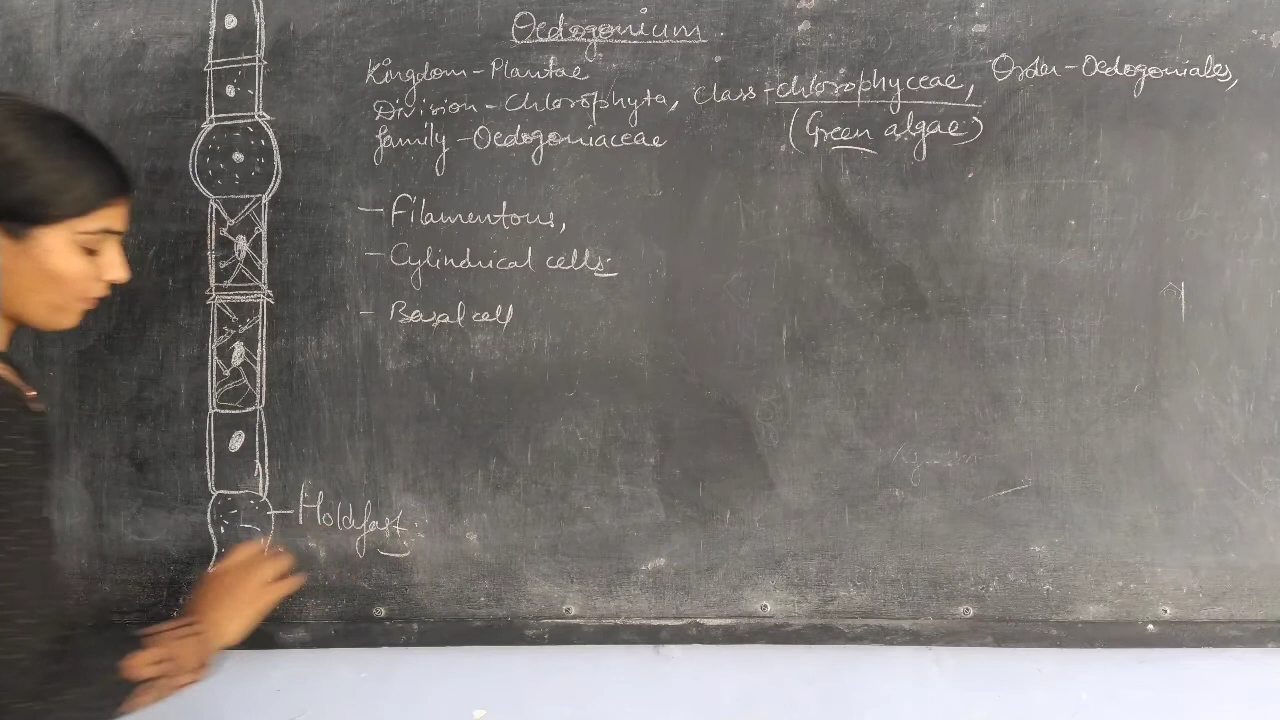 Oedogonium
Kingdom - Plantae
Division - Chlorophyta, Class - chlorophyceae, Order - Oedogoniales,
(Green algae)
family - Oedogoniaceae
- Filamentous,
- Cylindrical cells.
- Basal cell
Holdfast